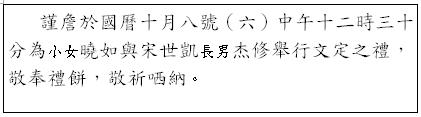 謹詹於國曆十月八號（六）中午十二時三十
分為小女曉如與宋世凱長男杰修舉行文定之禮，
敬奉禮餅，敬祈哂納。